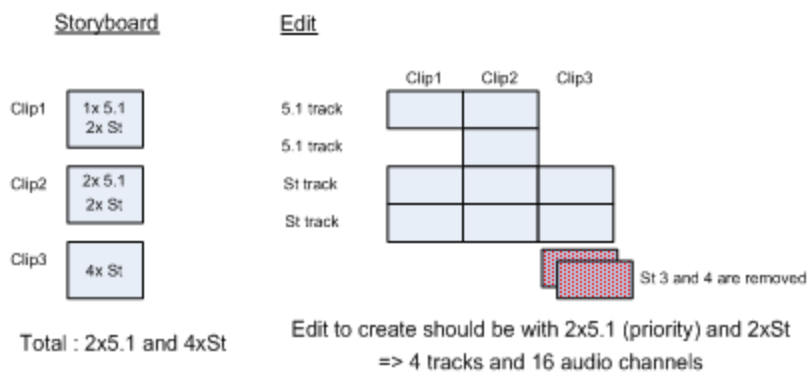 Storyboard
Edit
Clip1
Clip2
Clip3
Clip1
1x 5.1
2x St
5.1 track
5.1 track
Clip2
2x 5.1
2x St
St track
St track
Clip3
4x St
St 3 and 4 are removed
Total : 2x5.1 and 4xSt
Edit to create should be with 2x5.1 (priority) and 2xSt
=> 4 tracks and 16 audio channels